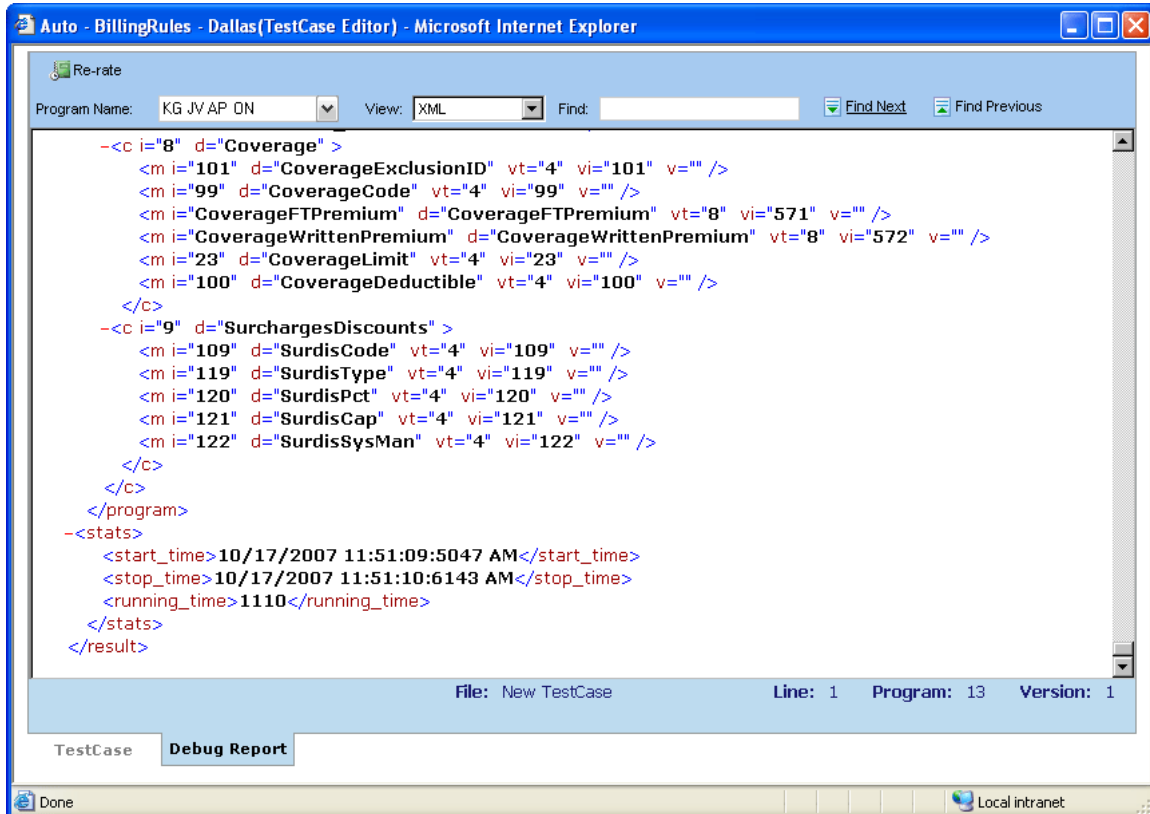 Auto - BillingRules - Dallas(TestCase Editor) - Microsoft Internet Explorer
Re-rate
Program Name: KG JV AP ON View: XML Find: Find Next Find Previous
-<c i="8" d="Coverage" >
<m i="101" d="CoverageExclusionID" vt="4" vi="101" v="" />
<m i="99" d="CoverageCode" vt="4" vi="99" v="" />
<m i="CoverageFTPremium" d="CoverageFTPremium" vt="8" vi="571" v="" />
<m i="CoverageWrittenPremium" d="CoverageWrittenPremium" vt="8" vi="572" v="" />
<m i="23" d="CoverageLimit" vt="4" vi="23" v="" />
<m i="100" d="CoverageDeductible" vt="4" vi="100" v="" />
</c>
-<c i="9" d="SurchargesDiscounts" >
<m i="109" d="SurdisCode" vt="4" vi="109" v="" />
<m i="119" d="SurdisType" vt="4" vi="119" v="" />
<m i="120" d="SurdisPct" vt="4" vi="120" v="" />
<m i="121" d="SurdisCap" vt="4" vi="121" v="" />
<m i="122" d="SurdisSysMan" vt="4" vi="122" v="" />
</c>
</c>
</program>
-<stats>
<start_time>10/17/2007 11:51:09:5047 AM</start_time>
<stop_time>10/17/2007 11:51:10:6143 AM</stop_time>
<running_time>1110</running_time>
</stats>
</result>
File: New TestCase Line: 1 Program: 13 Version: 1
TestCase Debug Report
Done Local intranet